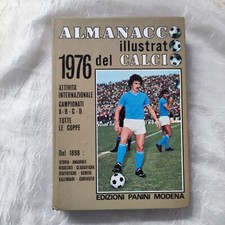 ALMANACCO
illustrato
1976 del CALCIO
ATTIVITÀ
INTERNAZIONALE
CAMPIONATI
A-B-C-D
TUTTE
LE COPPE
Dal 1898
EDIZIONI PANINI MODENA